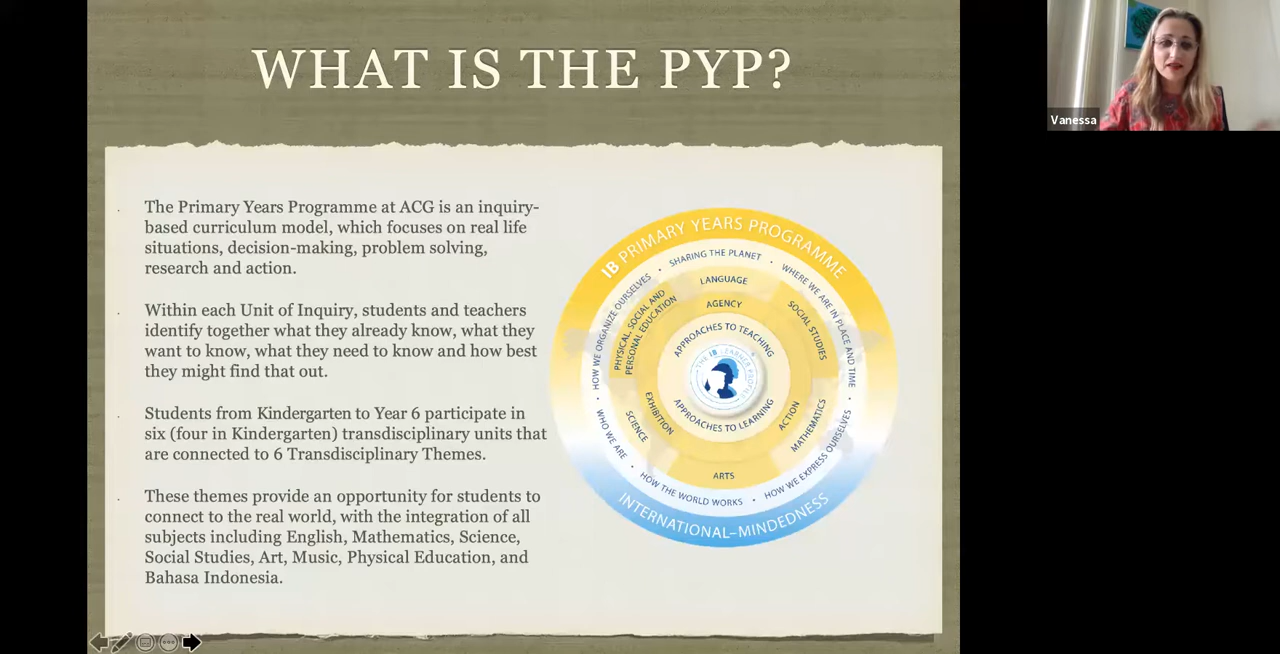 WHAT IS THE PYP?
Vanessa
The Primary Years Programme at ACG is an inquiry-
based curriculum model, which focuses on real life
situations, decision-making, problem solving,
research and action.
Within each Unit of Inquiry, students and teachers
identify together what they already know, what they
want to know, what they need to know and how best
they might find that out.
Students from Kindergarten to Year 6 participate in
six (four in Kindergarten) transdisciplinary units that
are connected to 6 Transdisciplinary Themes.
These themes provide an opportunity for students to
connect to the real world, with the integration of all
subjects including English, Mathematics, Science,
Social Studies, Art, Music, Physical Education, and
Bahasa Indonesia.
IB PRIMARY YEARS PROGRAMME
SHARING THE PLANET
WHERE WE ARE IN PLACE AND TIME
HOW WE EXPRESS OURSELVES
HOW THE WORLD WORKS
WHO WE ARE
HOW WE ORGANIZE OURSELVES
LANGUAGE
SOCIAL STUDIES
MATHEMATICS
ARTS
SCIENCE
PHYSICAL, SOCIAL AND
PERSONAL EDUCATION
AGENCY
ACTION
EXHIBITION
APPROACHES TO TEACHING
APPROACHES TO LEARNING
THE IB LEARNER PROFILE
INTERNATIONAL–MINDEDNESS